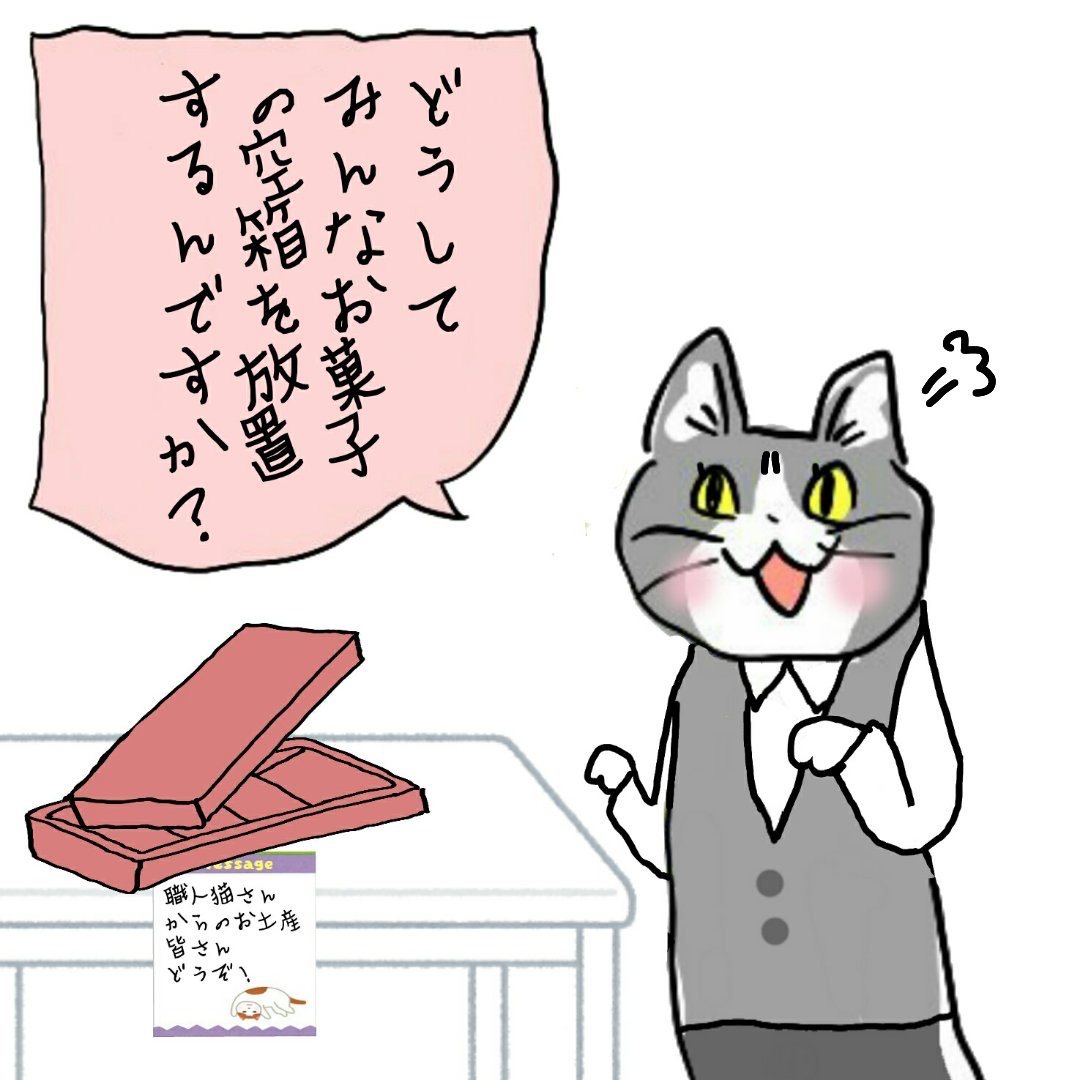 どうして
みんなお菓子
の空箱を放置
するんですか?
message
職人猫さん
からのお土産
皆さん
どうぞ!